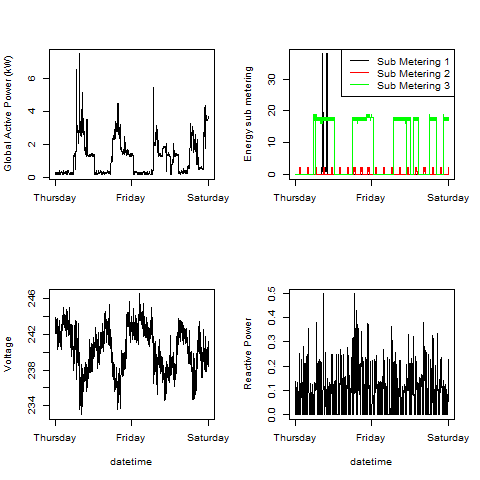 Global Active Power (kW)
6
4
2
0
Thursday
Friday
Saturday
Energy sub metering
30
20
10
0
Sub Metering 1
Sub Metering 2
Sub Metering 3
Thursday
Friday
Saturday
Voltage
246
242
238
234
Thursday
Friday
Saturday
datetime
Reactive Power
0.5
0.4
0.3
0.2
0.1
0.0
Thursday
Friday
Saturday
datetime